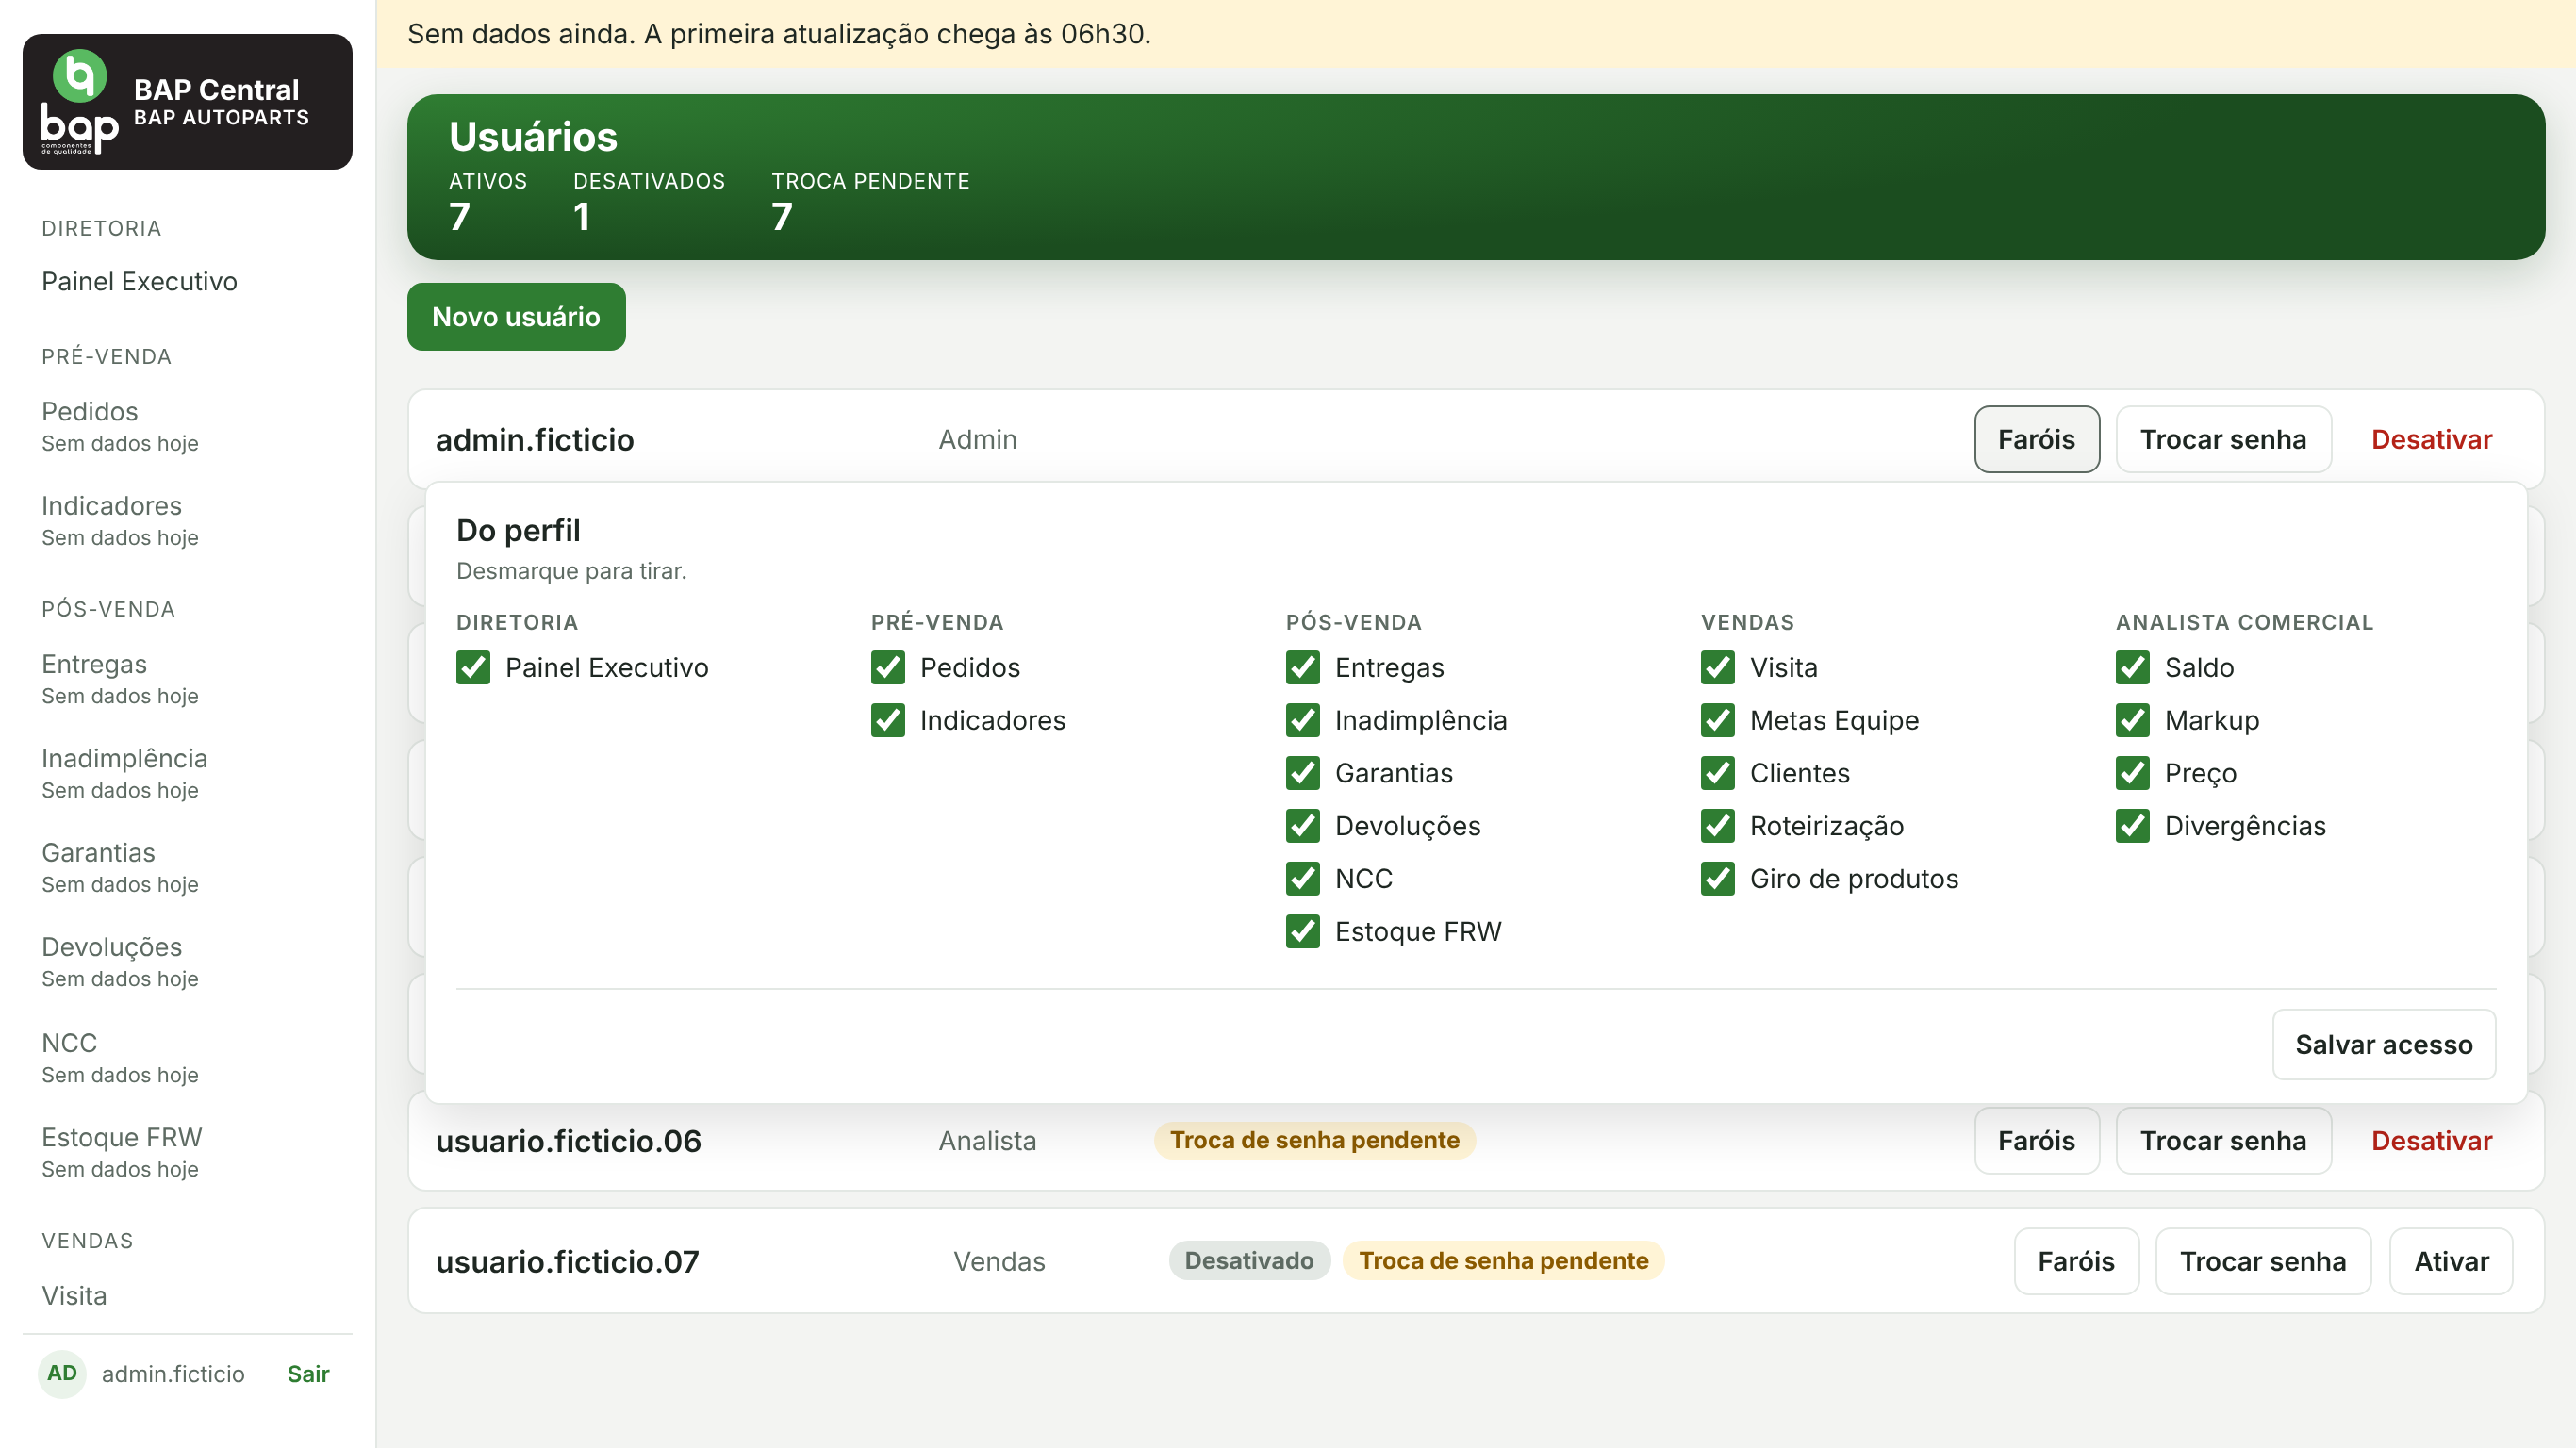 Sem dados ainda. A primeira atualização chega às 06h30.
bap
componentes
de qualidade
BAP Central
BAP AUTOPARTS
DIRETORIA
Painel Executivo
PRÉ-VENDA
Pedidos
Sem dados hoje
Indicadores
Sem dados hoje
PÓS-VENDA
Entregas
Sem dados hoje
Inadimplência
Sem dados hoje
Garantias
Sem dados hoje
Devoluções
Sem dados hoje
NCC
Sem dados hoje
Estoque FRW
Sem dados hoje
VENDAS
Visita
AD admin.ficticio Sair
Usuários
ATIVOS DESATIVADOS TROCA PENDENTE
7 1 7
Novo usuário
admin.ficticio Admin Faróis Trocar senha Desativar
Do perfil
Desmarque para tirar.
DIRETORIA
Painel Executivo
PRÉ-VENDA
Pedidos
Indicadores
PÓS-VENDA
Entregas
Inadimplência
Garantias
Devoluções
NCC
Estoque FRW
VENDAS
Visita
Metas Equipe
Clientes
Roteirização
Giro de produtos
ANALISTA COMERCIAL
Saldo
Markup
Preço
Divergências
Salvar acesso
usuario.ficticio.06 Analista Troca de senha pendente Faróis Trocar senha Desativar
usuario.ficticio.07 Vendas Desativado Troca de senha pendente Faróis Trocar senha Ativar